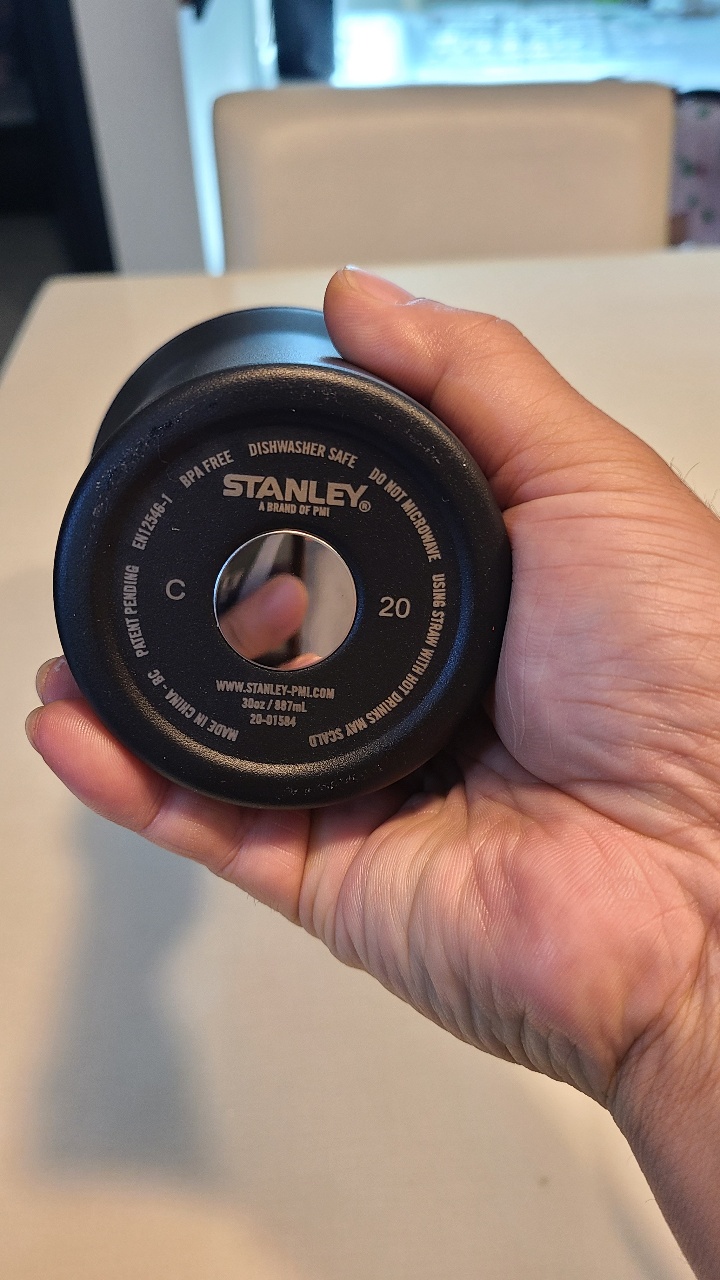 MADE IN CHINA - BC PATENT PENDING EN12546-1 BPA FREE DISHWASHER SAFE DO NOT MICROWAVE USING STRAW WITH HOT DRINKS MAY SCALD
STANLEY®
A BRAND OF PMI
C
20
WWW.STANLEY-PMI.COM
30oz / 887mL
20-01584